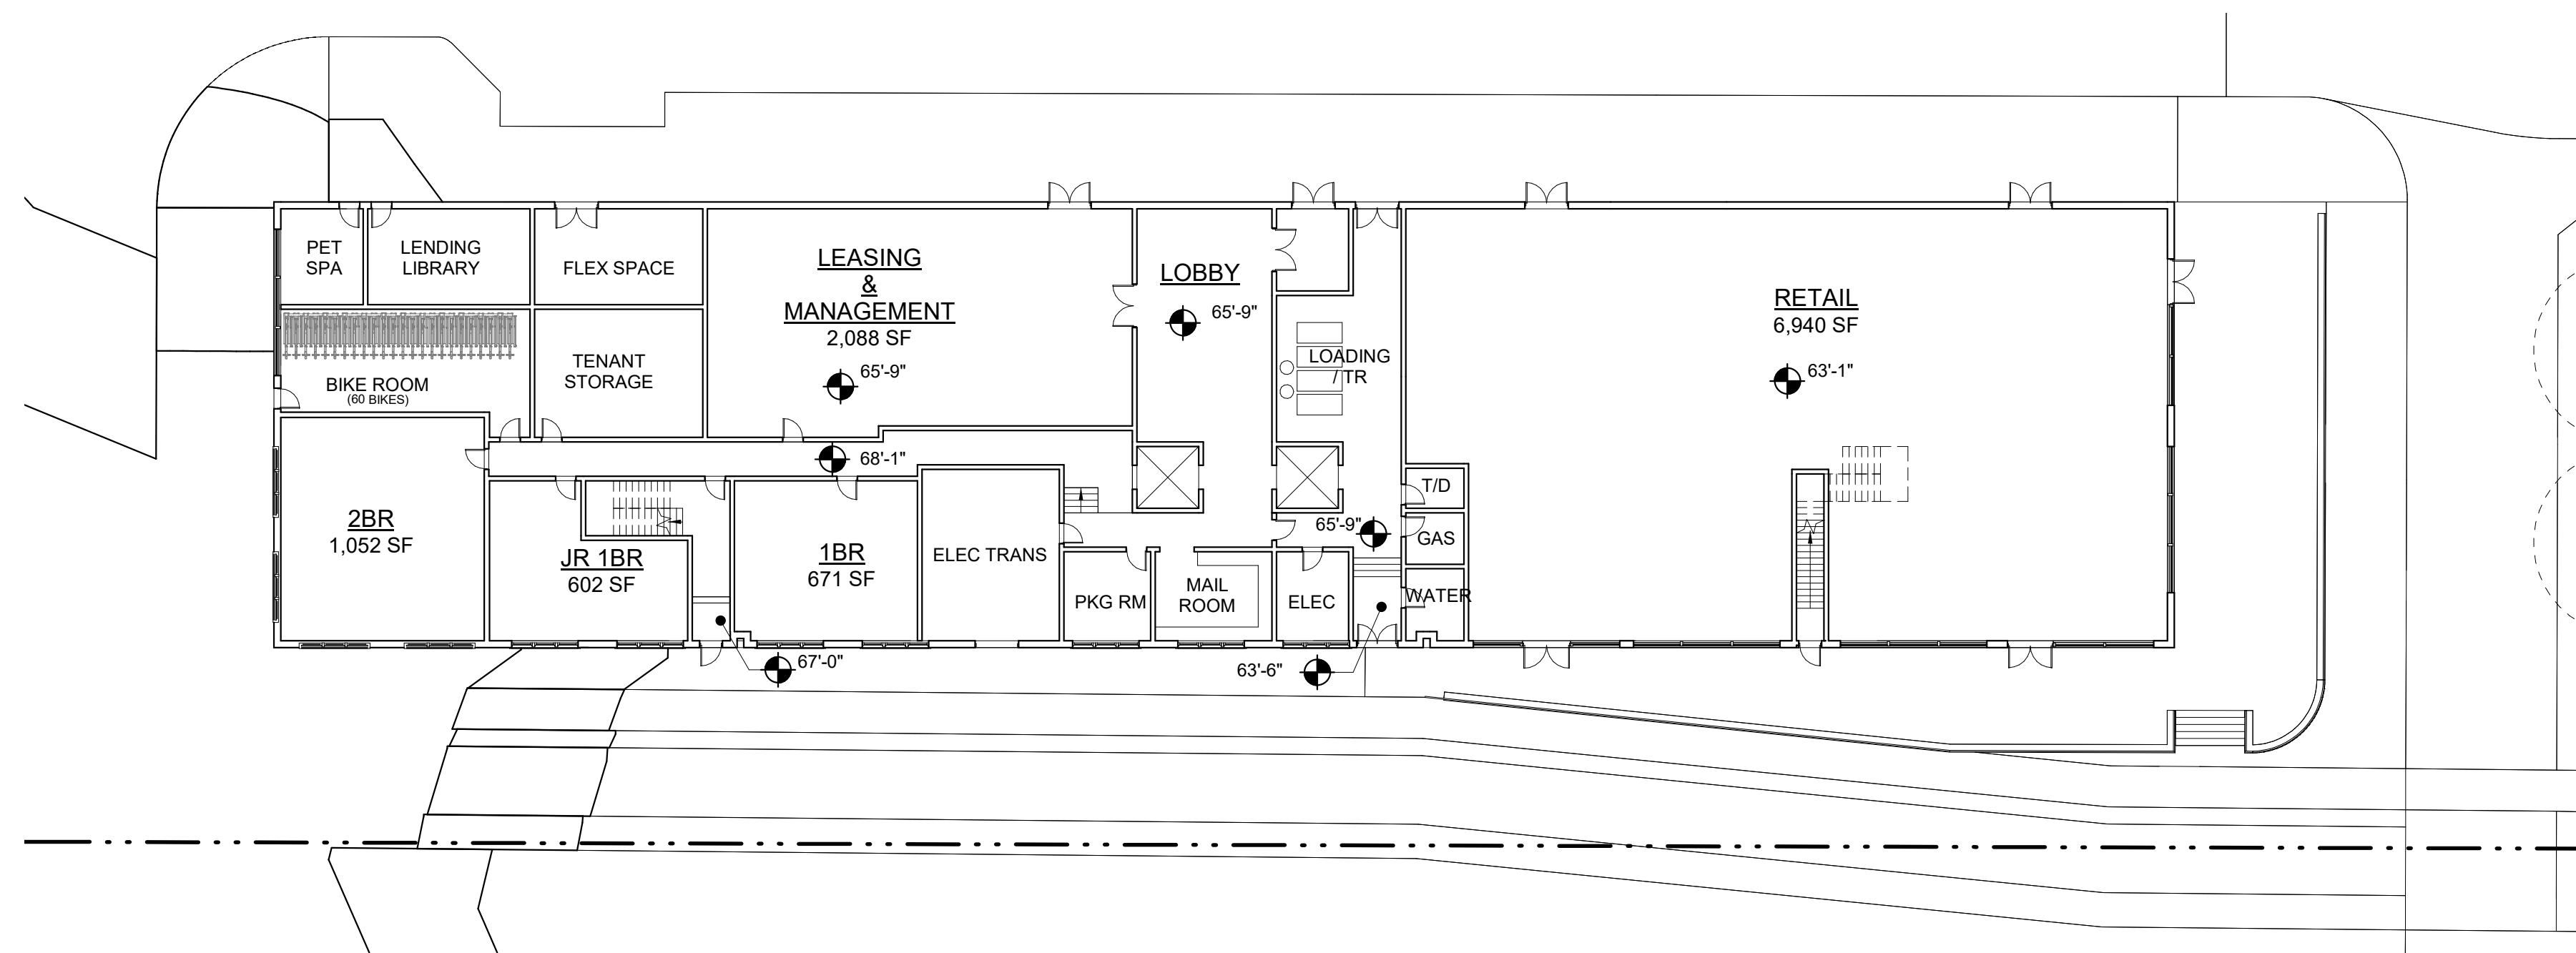 PET
SPA
LENDING
LIBRARY
FLEX SPACE
LEASING
&
MANAGEMENT
2,088 SF
65'-9"
LOBBY
65'-9"
LOADING
/ TR
RETAIL
6,940 SF
63'-1"
BIKE ROOM
(60 BIKES)
TENANT
STORAGE
68'-1"
2BR
1,052 SF
JR 1BR
602 SF
1BR
671 SF
ELEC TRANS
PKG RM
MAIL
ROOM
ELEC
65'-9"
T/D
GAS
WATER
67'-0"
63'-6"